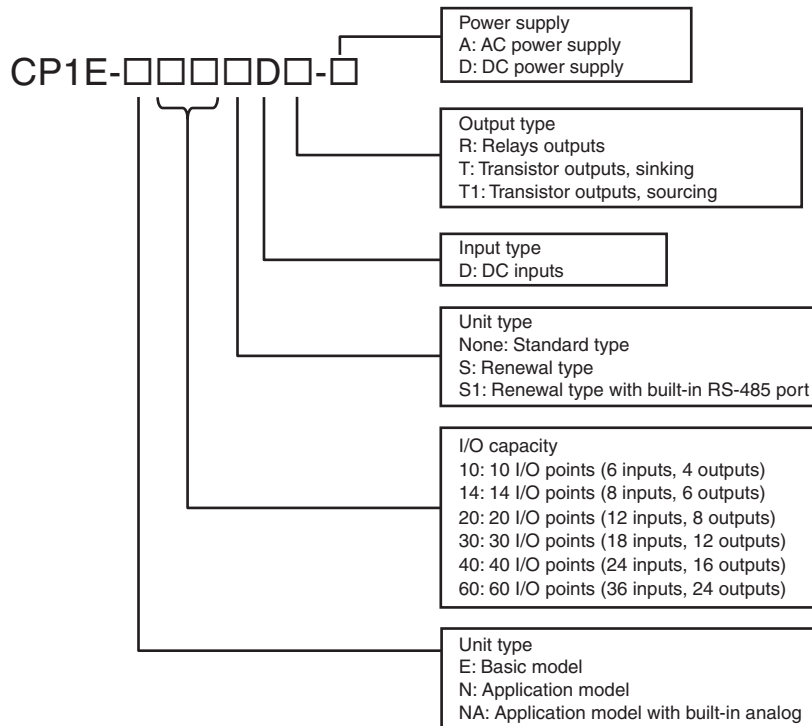 Power supply
A: AC power supply
D: DC power supply
CP1E-□□□□D□-□
Output type
R: Relays outputs
T: Transistor outputs, sinking
T1: Transistor outputs, sourcing
Input type
D: DC inputs
Unit type
None: Standard type
S: Renewal type
S1: Renewal type with built-in RS-485 port
I/O capacity
10: 10 I/O points (6 inputs, 4 outputs)
14: 14 I/O points (8 inputs, 6 outputs)
20: 20 I/O points (12 inputs, 8 outputs)
30: 30 I/O points (18 inputs, 12 outputs)
40: 40 I/O points (24 inputs, 16 outputs)
60: 60 I/O points (36 inputs, 24 outputs)
Unit type
E: Basic model
N: Application model
NA: Application model with built-in analog